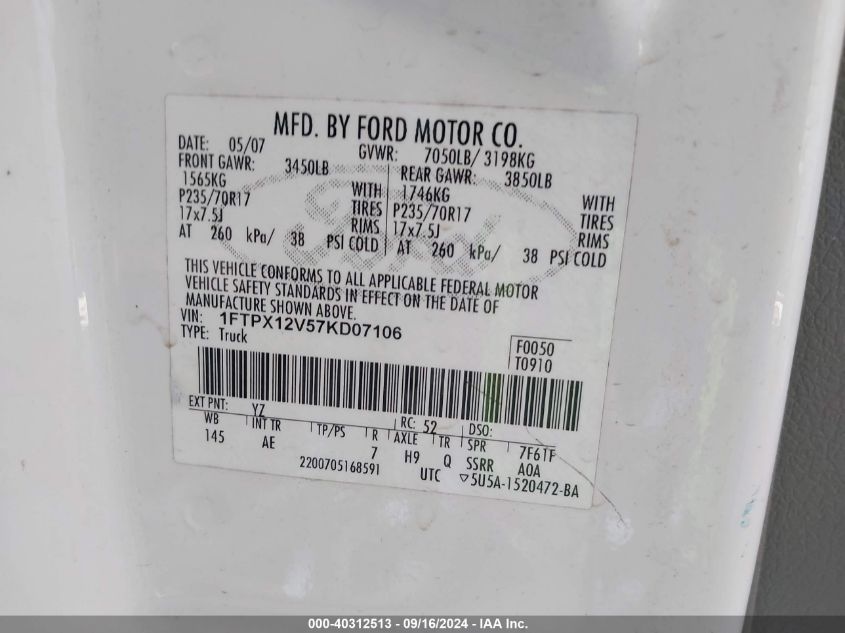 MFD. BY FORD MOTOR CO.
DATE: 05/07 GVWR: 7050LB/ 3198KG
FRONT GAWR: 3450LB REAR GAWR: 3850LB
1565KG WITH 1746KG WITH
P235/70R17 TIRES P235/70R17 TIRES
17x7.5J RIMS 17x7.5J RIMS
AT 260 kPa/ 38 PSI COLD AT 260 kPa/ 38 PSI COLD
Ford
THIS VEHICLE CONFORMS TO ALL APPLICABLE FEDERAL MOTOR
VEHICLE SAFETY STANDARDS IN EFFECT ON THE DATE OF
MANUFACTURE SHOWN ABOVE.
VIN: 1FTPX12V57KD07106
TYPE: Truck
F0050
T0910
EXT PNT: YZ RC: 52 DSO:
WB INT TR TP/PS R AXLE TR SPR 7F61F
145 AE 7 H9 Q SSRR A0A
2200705168591 UTC ▽5U5A-1520472-BA
000-40312513 - 09/16/2024 - IAA Inc.